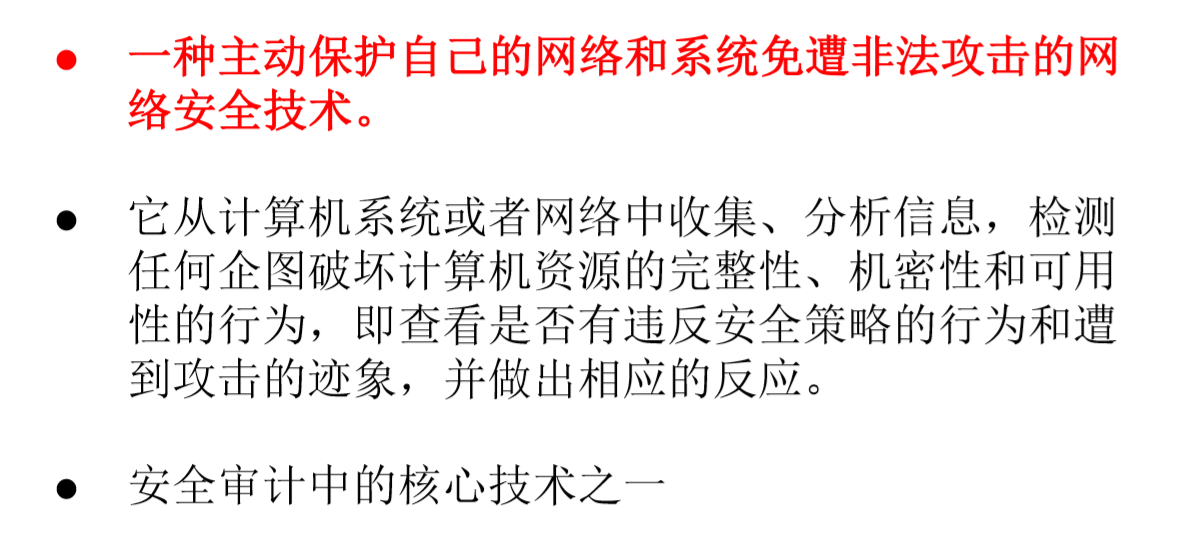 ● 一种主动保护自己的网络和系统免遭非法攻击的网
络安全技术。
● 它从计算机系统或者网络中收集、分析信息，检测
任何企图破坏计算机资源的完整性、机密性和可用
性的行为，即查看是否有违反安全策略的行为和遭
到攻击的迹象，并做出相应的反应。
● 安全审计中的核心技术之一